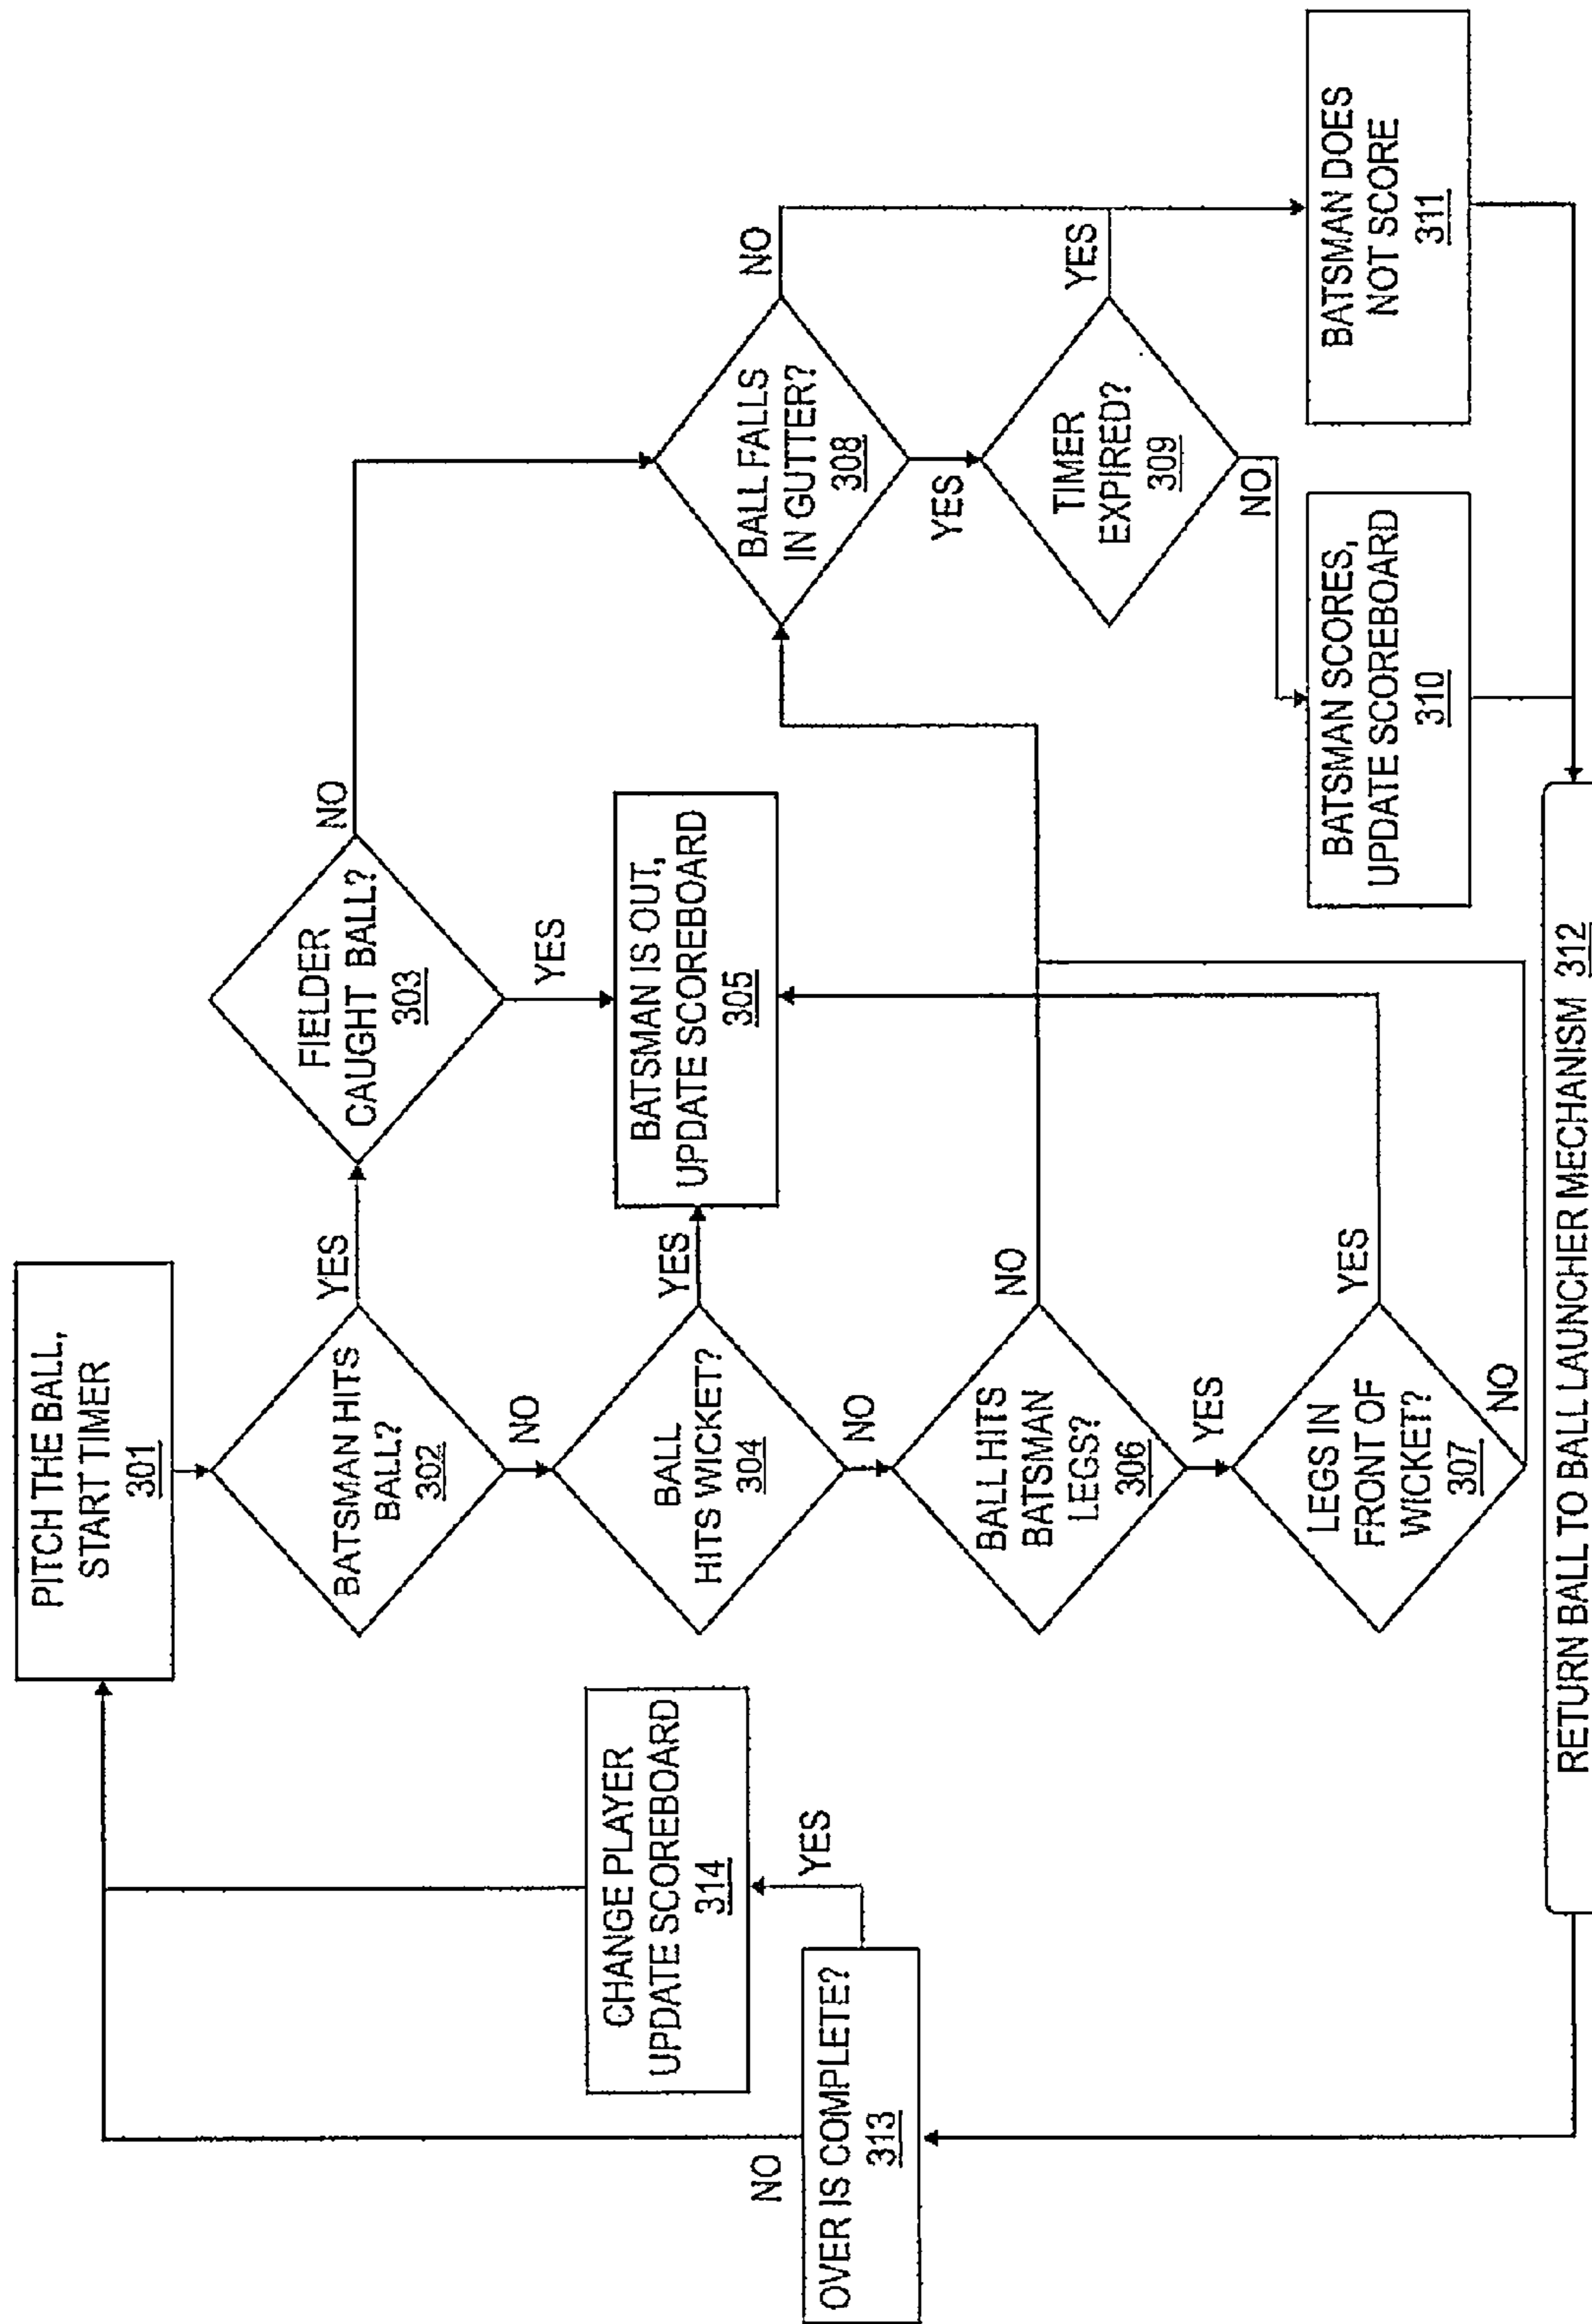 PITCH THE BALL,
START TIMER
301
BATSMAN HITS
BALL?
302
YES
NO
FIELDER
CAUGHT BALL?
303
NO
YES
BALL
HITS WICKET?
304
YES
NO
BATSMAN IS OUT,
UPDATE SCOREBOARD
305
BALL HITS
BATSMAN
LEGS?
306
NO
YES
LEGS IN
FRONT OF
WICKET?
307
YES
NO
BALL FALLS
IN GUTTER?
308
NO
YES
TIMER
EXPIRED?
309
YES
NO
BATSMAN SCORES,
UPDATE SCOREBOARD
310
BATSMAN DOES
NOT SCORE
311
RETURN BALL TO BALL LAUNCHER MECHANISM 312
OVER IS COMPLETE?
313
NO
YES
CHANGE PLAYER
UPDATE SCOREBOARD
314